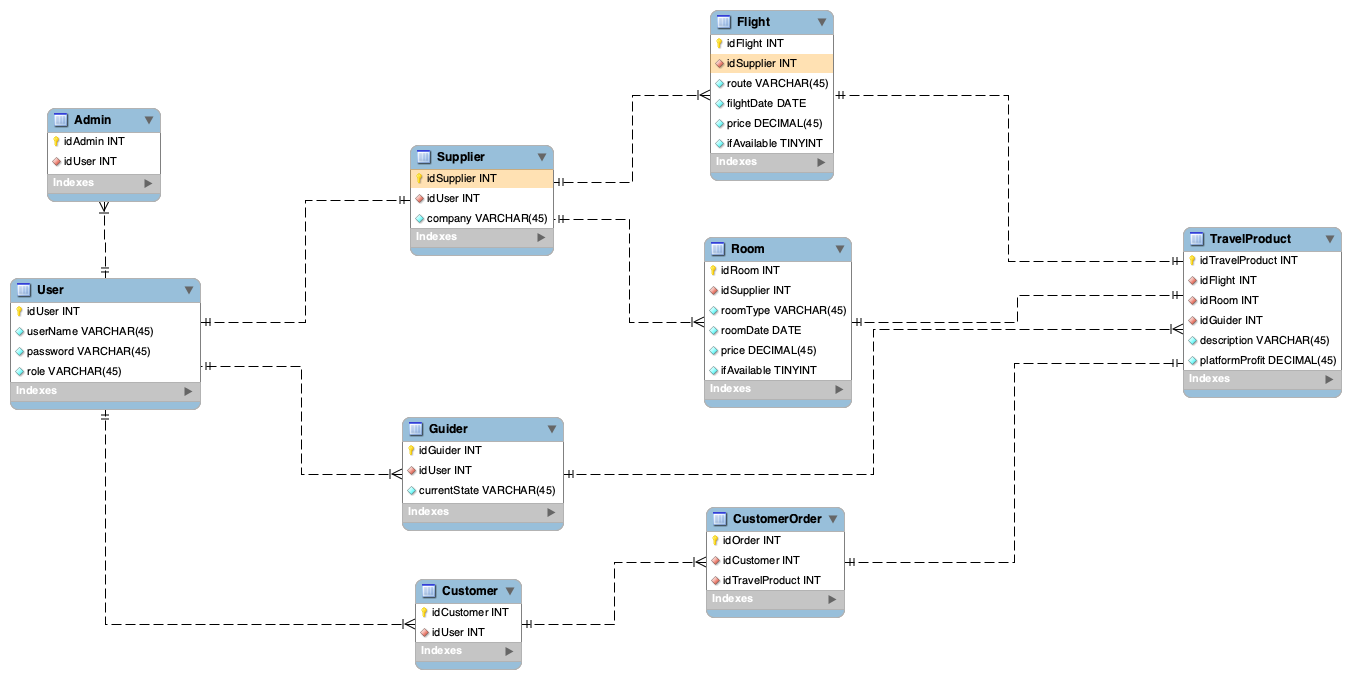 Flight
idFlight INT
idSupplier INT
route VARCHAR(45)
filghtDate DATE
price DECIMAL(45)
ifAvailable TINYINT
Indexes
Admin
idAdmin INT
idUser INT
Indexes
Supplier
idSupplier INT
idUser INT
company VARCHAR(45)
Indexes
Room
idRoom INT
idSupplier INT
roomType VARCHAR(45)
roomDate DATE
price DECIMAL(45)
ifAvailable TINYINT
Indexes
TravelProduct
idTravelProduct INT
idFlight INT
idRoom INT
idGuider INT
description VARCHAR(45)
platformProfit DECIMAL(45)
Indexes
User
idUser INT
userName VARCHAR(45)
password VARCHAR(45)
role VARCHAR(45)
Indexes
Guider
idGuider INT
idUser INT
currentState VARCHAR(45)
Indexes
CustomerOrder
idOrder INT
idCustomer INT
idTravelProduct INT
Indexes
Customer
idCustomer INT
idUser INT
Indexes